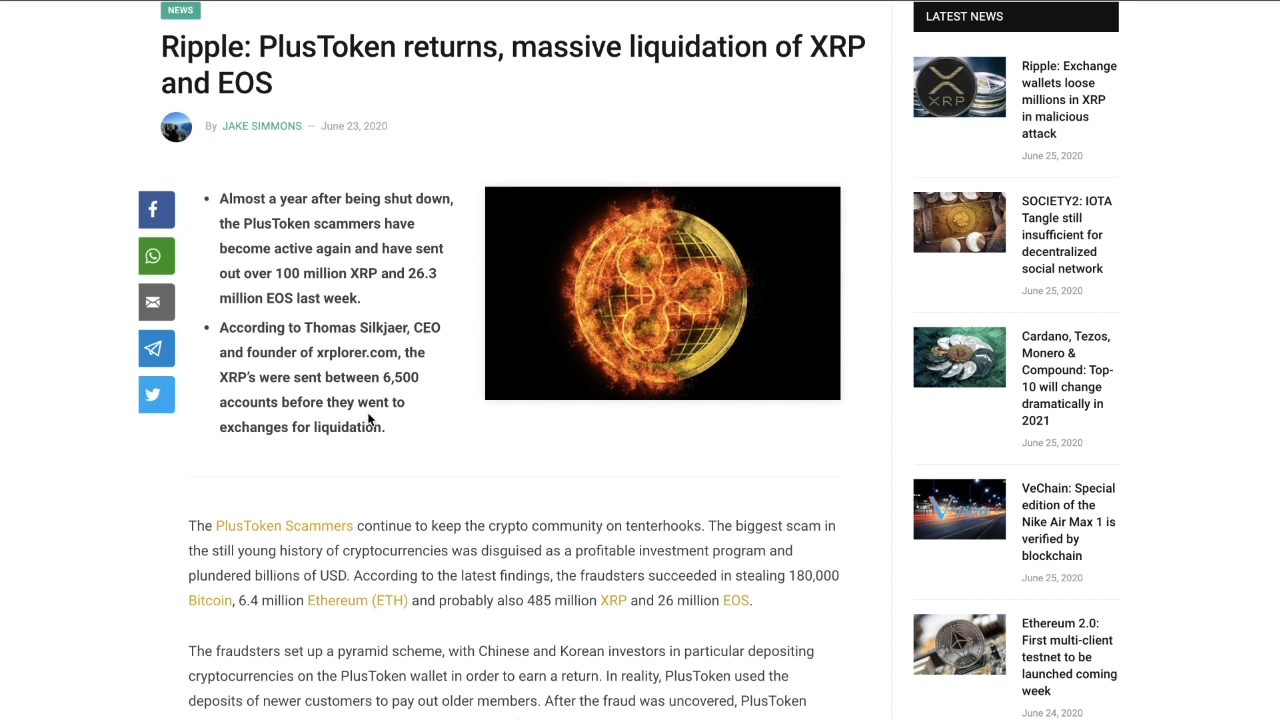 NEWS
Ripple: PlusToken returns, massive liquidation of XRP
and EOS
By JAKE SIMMONS — June 23, 2020
• Almost a year after being shut down,
the PlusToken scammers have
become active again and have sent
out over 100 million XRP and 26.3
million EOS last week.
• According to Thomas Silkjaer, CEO
and founder of xrplorer.com, the
XRP’s were sent between 6,500
accounts before they went to
exchanges for liquidation.
The PlusToken Scammers continue to keep the crypto community on tenterhooks. The biggest scam in
the still young history of cryptocurrencies was disguised as a profitable investment program and
plundered billions of USD. According to the latest findings, the fraudsters succeeded in stealing 180,000
Bitcoin, 6.4 million Ethereum (ETH) and probably also 485 million XRP and 26 million EOS.
The fraudsters set up a pyramid scheme, with Chinese and Korean investors in particular depositing
cryptocurrencies on the PlusToken wallet in order to earn a return. In reality, PlusToken used the
deposits of newer customers to pay out older members. After the fraud was uncovered, PlusToken
LATEST NEWS
XRP
Ripple: Exchange
wallets loose
millions in XRP
in malicious
attack
June 25, 2020
SOCIETY2: IOTA
Tangle still
insufficient for
decentralized
social network
June 25, 2020
Cardano, Tezos,
Monero &
Compound: Top-
10 will change
dramatically in
2021
June 25, 2020
VeChain: Special
edition of the
Nike Air Max 1 is
verified by
blockchain
June 25, 2020
Ethereum 2.0:
First multi-client
testnet to be
launched coming
week
June 24, 2020